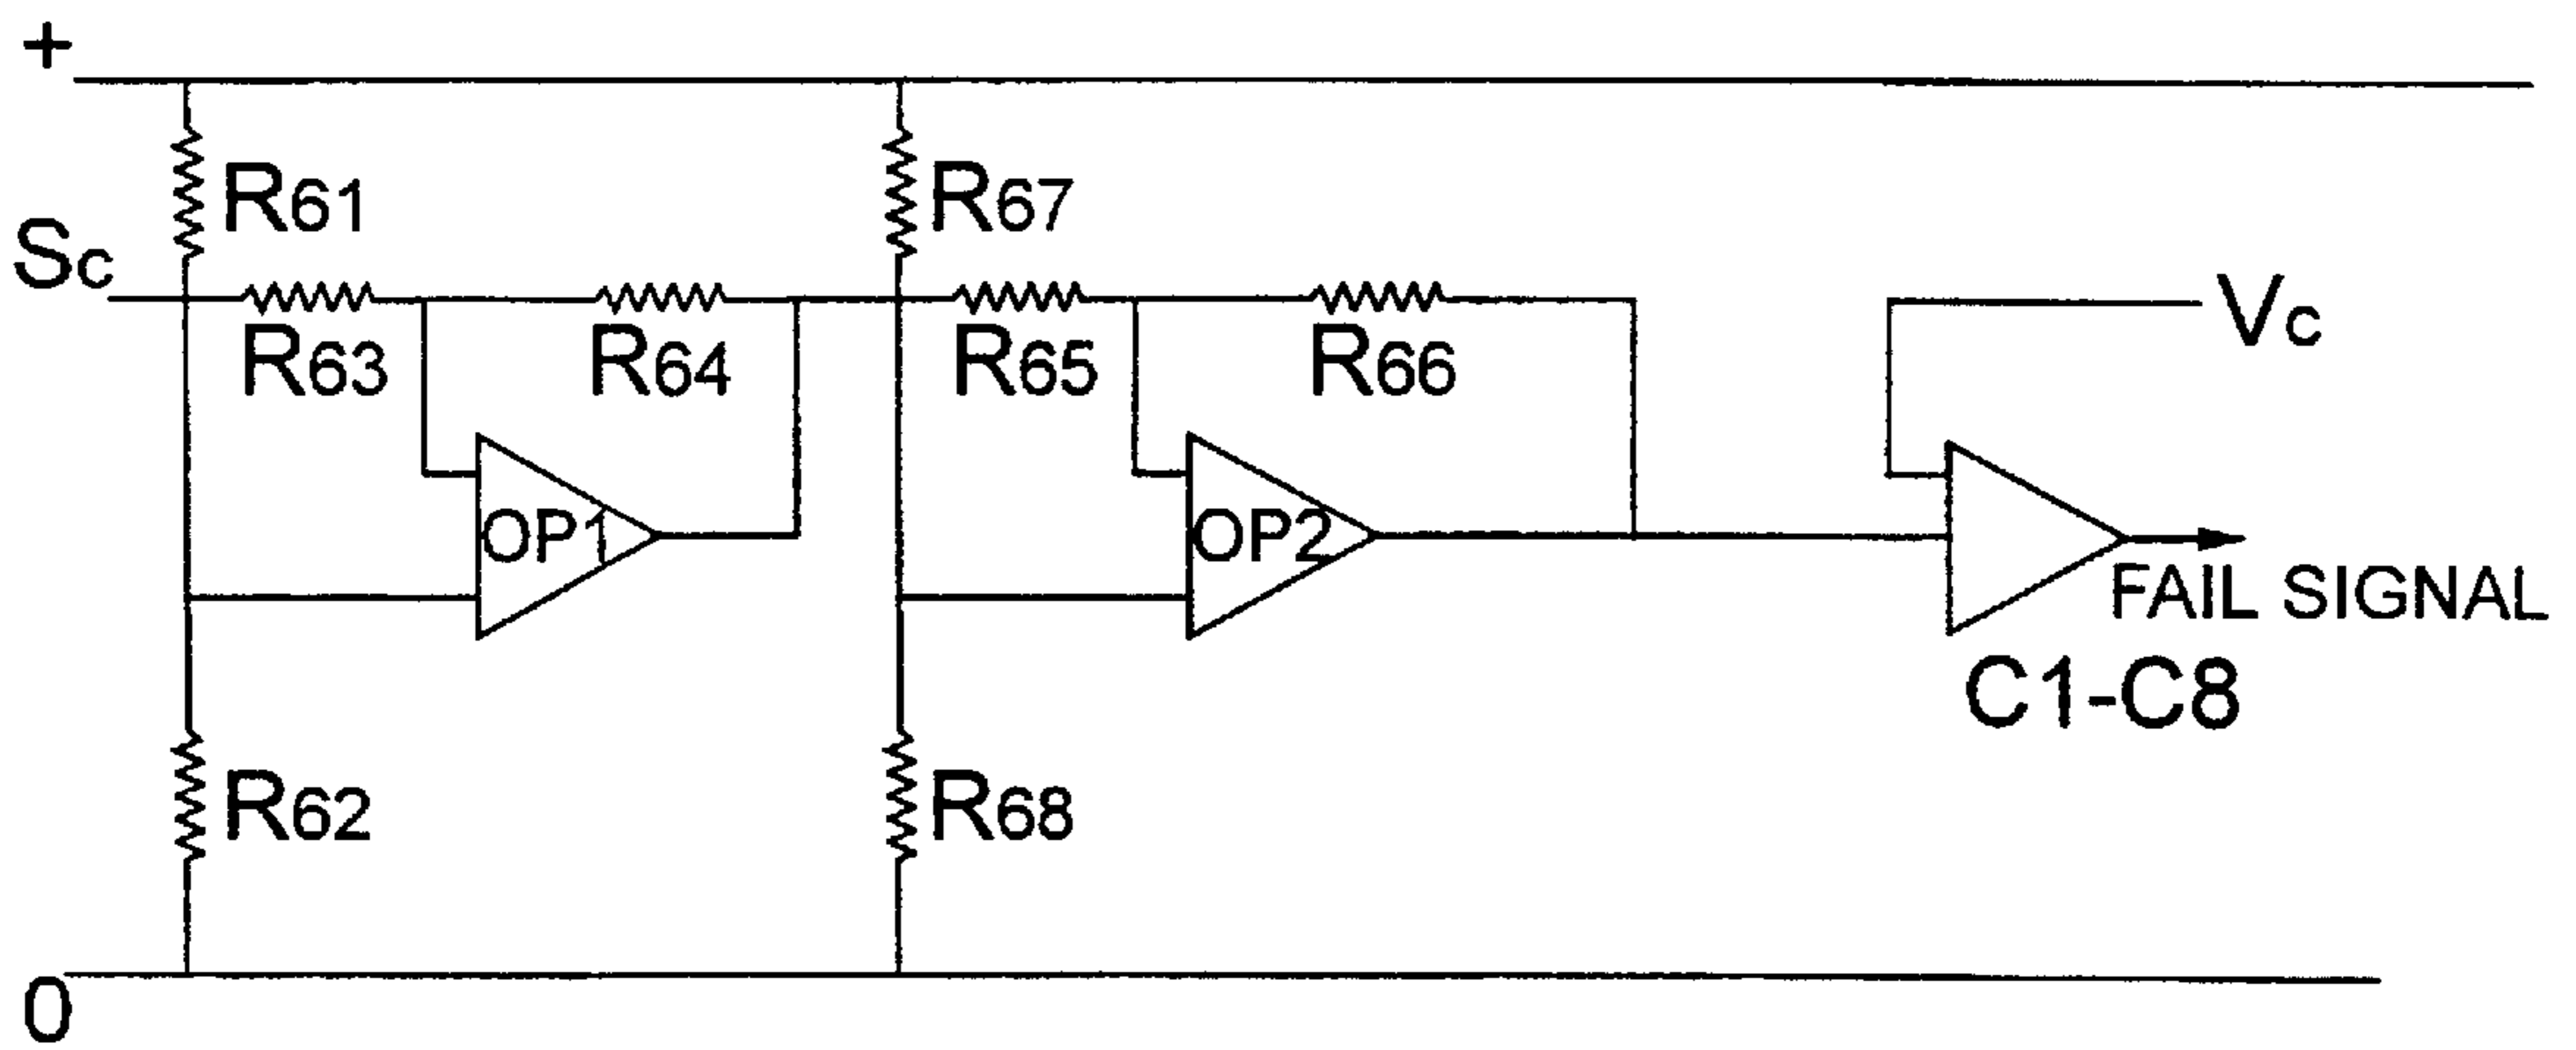 +
R61
R67
Sc
R63
R64
R65
R66
Vc
OP1
OP2
FAIL SIGNAL
C1-C8
R62
R68
0